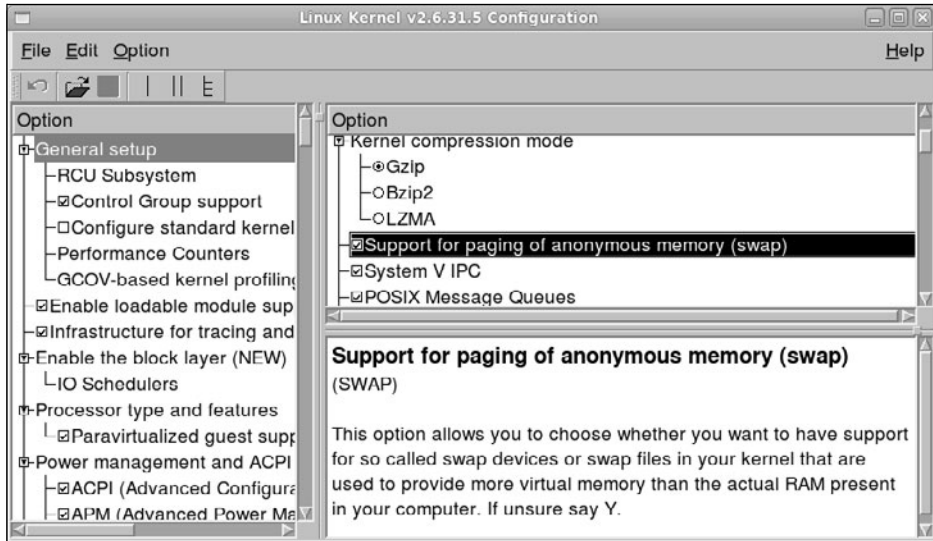 Linux Kernel v2.6.31.5 Configuration
File Edit Option Help
Option
General setup
RCU Subsystem
Control Group support
Configure standard kernel
Performance Counters
GCOV-based kernel profiling
Enable loadable module sup
Infrastructure for tracing and
Enable the block layer (NEW)
IO Schedulers
Processor type and features
Paravirtualized guest supp
Power management and ACPI
ACPI (Advanced Configura
APM (Advanced Power Ma
Option
Kernel compression mode
Gzip
Bzip2
LZMA
Support for paging of anonymous memory (swap)
System V IPC
POSIX Message Queues
Support for paging of anonymous memory (swap)
(SWAP)
This option allows you to choose whether you want to have support
for so called swap devices or swap files in your kernel that are
used to provide more virtual memory than the actual RAM present
in your computer. If unsure say Y.